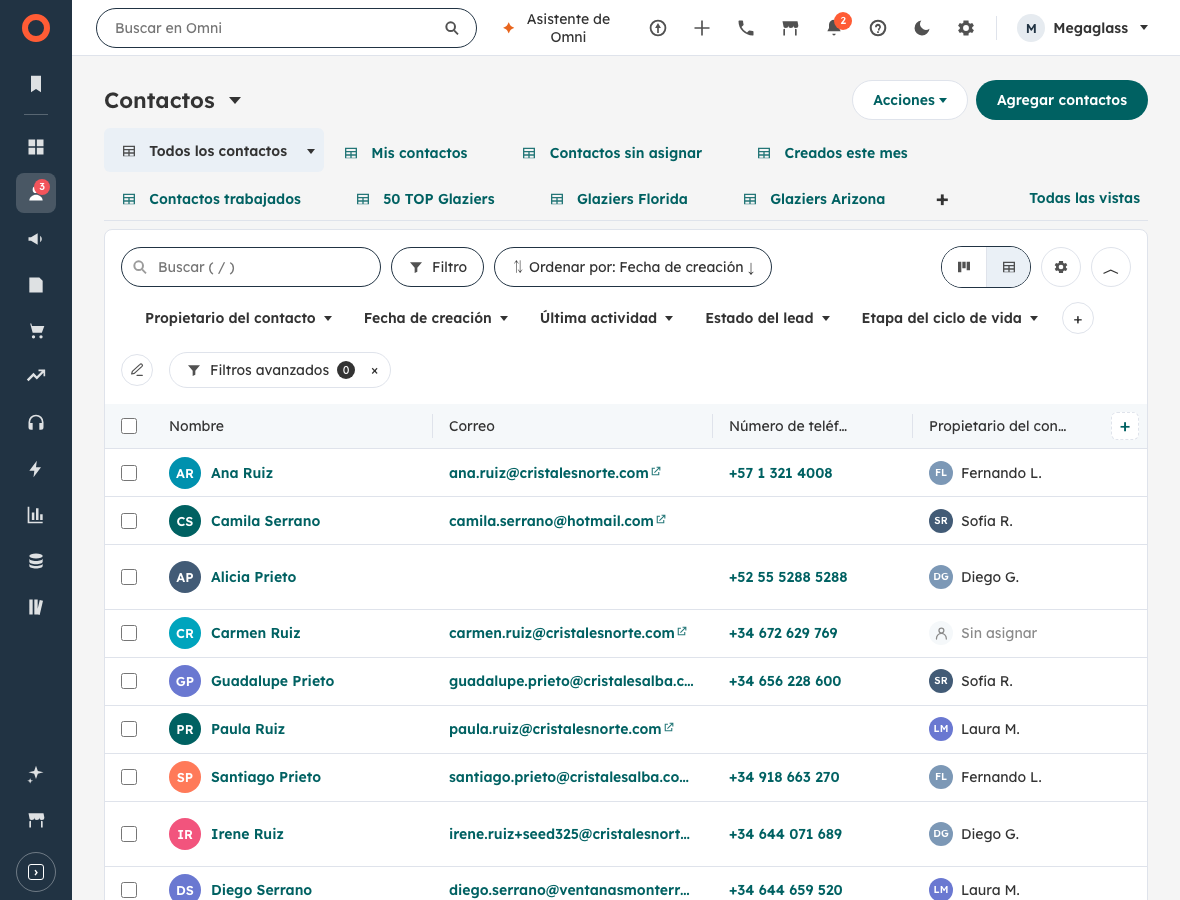 Buscar en Omni
Asistente de
Omni
2
M Megaglass
3
Contactos
Acciones
Agregar contactos
Todos los contactos
Mis contactos
Contactos sin asignar
Creados este mes
Contactos trabajados
50 TOP Glaziers
Glaziers Florida
Glaziers Arizona
+
Todas las vistas
Buscar ( / )
Filtro
Ordenar por: Fecha de creación ↓
Propietario del contacto
Fecha de creación
Última actividad
Estado del lead
Etapa del ciclo de vida
+
Filtros avanzados 0 ×
Nombre Correo Número de teléf... Propietario del con... +
AR Ana Ruiz ana.ruiz@cristalesnorte.com +57 1 321 4008 FL Fernando L.
CS Camila Serrano camila.serrano@hotmail.com SR Sofía R.
AP Alicia Prieto +52 55 5288 5288 DG Diego G.
CR Carmen Ruiz carmen.ruiz@cristalesnorte.com +34 672 629 769 Sin asignar
GP Guadalupe Prieto guadalupe.prieto@cristalesalba.c... +34 656 228 600 SR Sofía R.
PR Paula Ruiz paula.ruiz@cristalesnorte.com LM Laura M.
SP Santiago Prieto santiago.prieto@cristalesalba.co... +34 918 663 270 FL Fernando L.
IR Irene Ruiz irene.ruiz+seed325@cristalesnort... +34 644 071 689 DG Diego G.
DS Diego Serrano diego.serrano@ventanasmonterr... +34 644 659 520 LM Laura M.